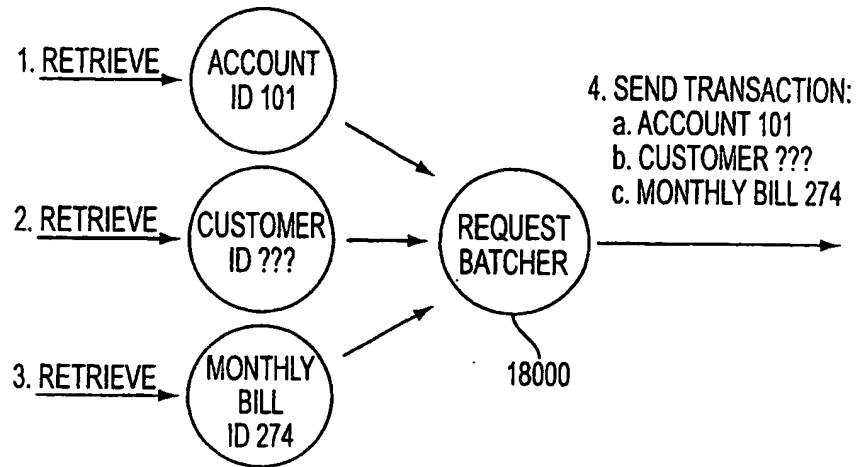 1. RETRIEVE
ACCOUNT
ID 101
2. RETRIEVE
CUSTOMER
ID ???
3. RETRIEVE
MONTHLY
BILL
ID 274
REQUEST
BATCHER
18000
4. SEND TRANSACTION:
a. ACCOUNT 101
b. CUSTOMER ???
c. MONTHLY BILL 274